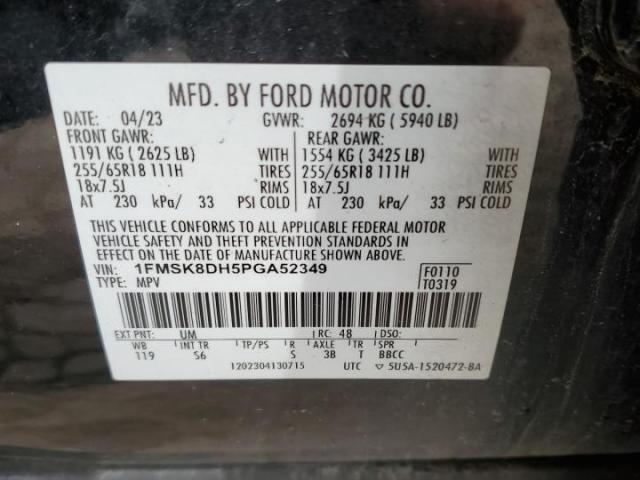 MFD. BY FORD MOTOR CO.
DATE: 04/23 GVWR: 2694 KG ( 5940 LB)
FRONT GAWR: REAR GAWR:
1191 KG ( 2625 LB) WITH 1554 KG ( 3425 LB) WITH
255/65R18 111H TIRES 255/65R18 111H TIRES
18x7.5J RIMS 18x7.5J RIMS
AT 230 kPa/ 33 PSI COLD AT 230 kPa/ 33 PSI COLD
THIS VEHICLE CONFORMS TO ALL APPLICABLE FEDERAL MOTOR
VEHICLE SAFETY AND THEFT PREVENTION STANDARDS IN
EFFECT ON THE DATE OF MANUFACTURE SHOWN ABOVE.
VIN: 1FMSK8DH5PGA52349 F0110
TYPE: MPV T0319
EXT PNT: UM RC: 48 DSO:
WB INT TR TP/PS R AXLE TR SPR
119 S6 S 3B T BBCC
1202304130715 UTC ▽ 5U5A-1520472-BA